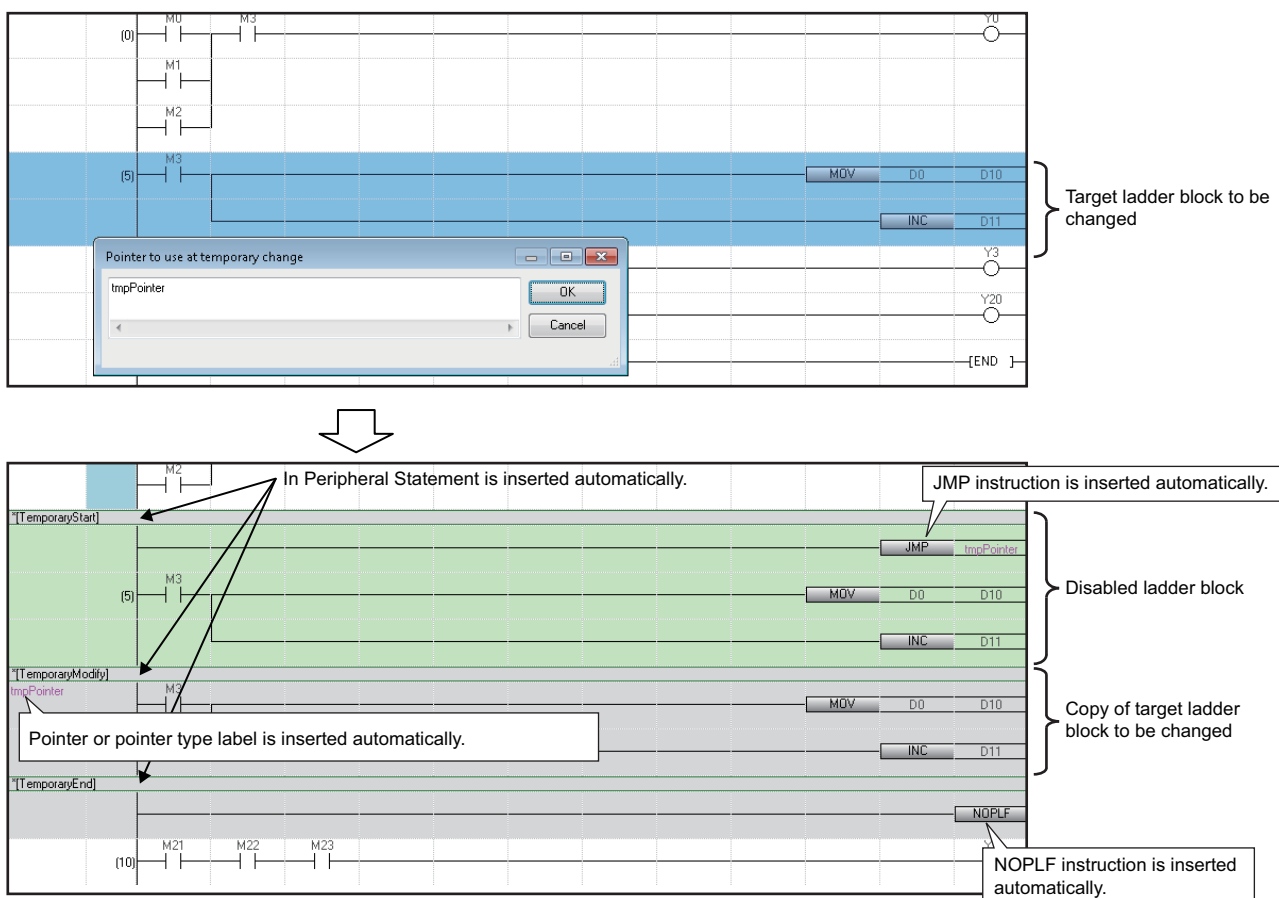 M0 M3 Y0
(0)
M1
M2
M3
(5) MOV D0 D10
INC D11
Target ladder block to be
changed
Pointer to use at temporary change
tmpPointer
OK
Cancel
Y3
Y20
[END ]
M2
In Peripheral Statement is inserted automatically.
JMP instruction is inserted automatically.
*[TemporaryStart]
JMP tmpPointer
M3
(5) MOV D0 D10
INC D11
Disabled ladder block
*[TemporaryModify]
tmpPointer M3
MOV D0 D10
Pointer or pointer type label is inserted automatically.
INC D11
Copy of target ladder
block to be changed
*[TemporaryEnd]
NOPLF
M21 M22 M23
(10)
NOPLF instruction is inserted
automatically.